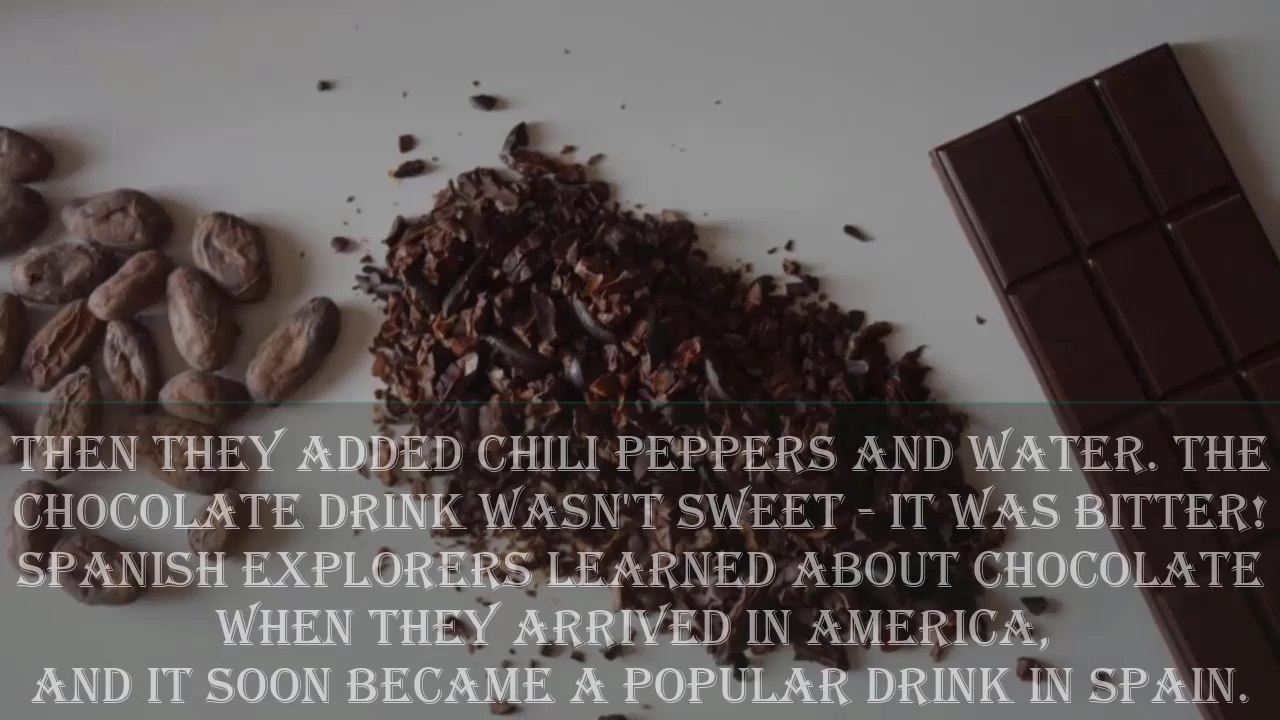 THEN THEY ADDED CHILI PEPPERS AND WATER. THE
CHOCOLATE DRINK WASN'T SWEET - IT WAS BITTER!
SPANISH EXPLORERS LEARNED ABOUT CHOCOLATE
WHEN THEY ARRIVED IN AMERICA,
AND IT SOON BECAME A POPULAR DRINK IN SPAIN.